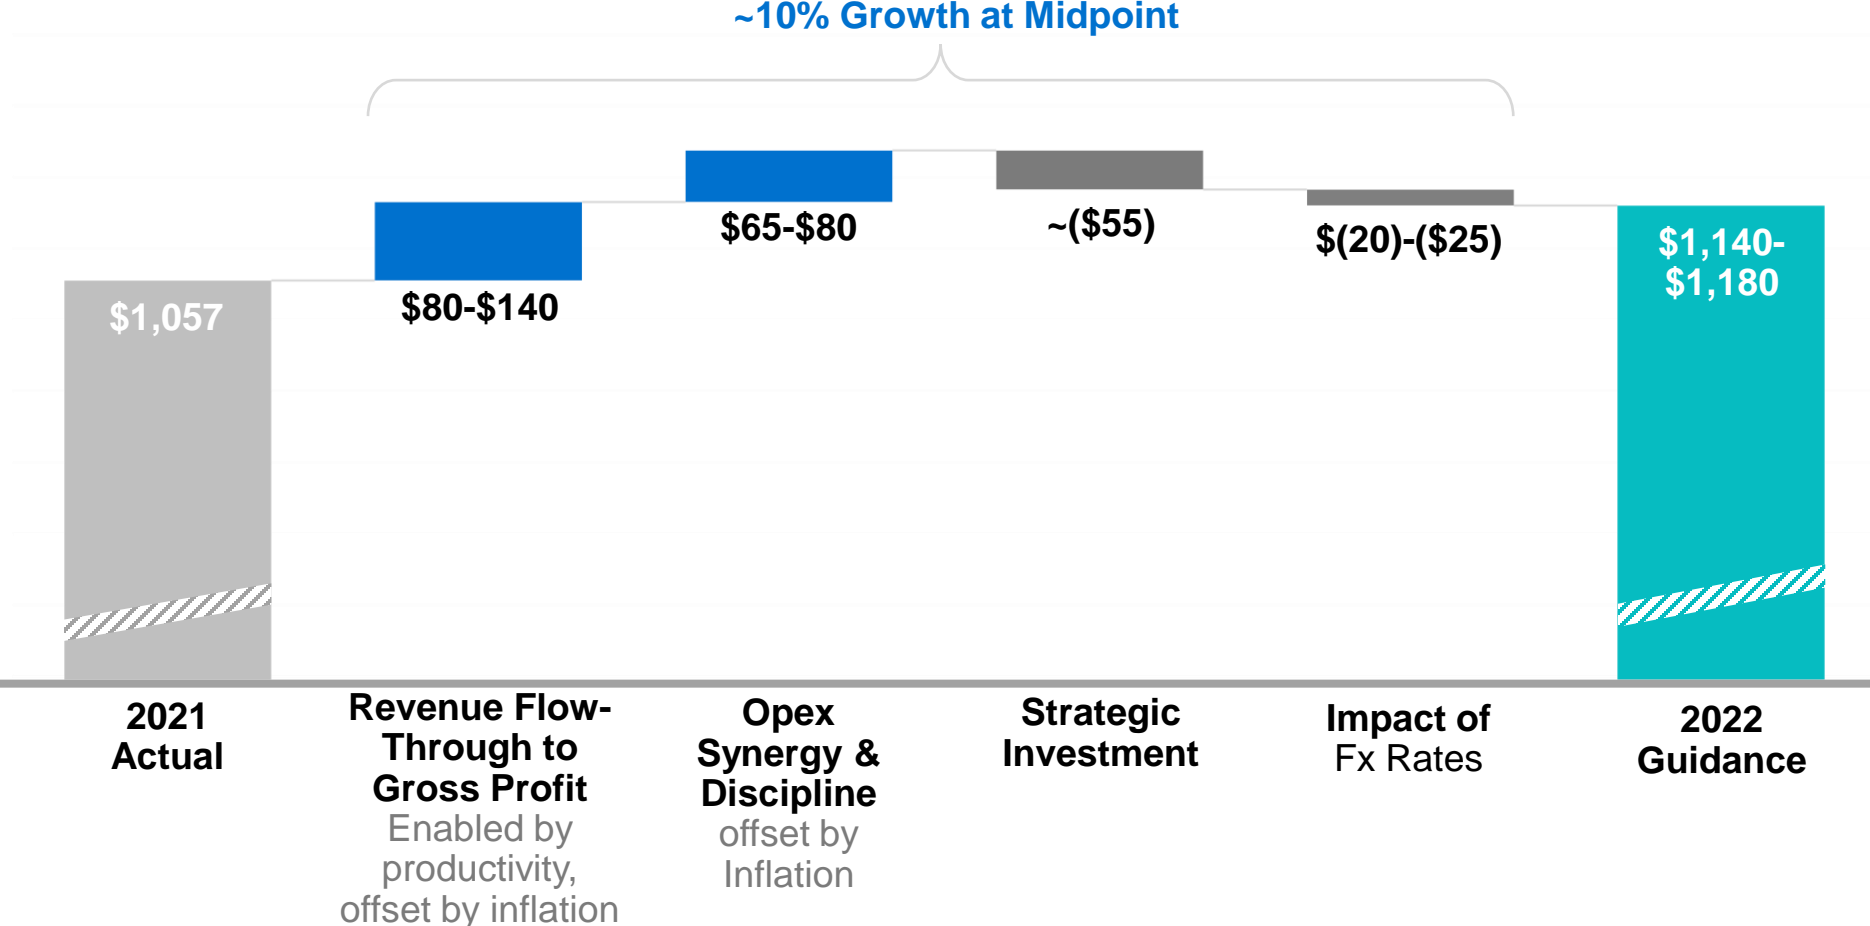 ~10% Growth at Midpoint
$1,057
$80-$140
$65-$80
~($55)
$(20)-($25)
$1,140-
$1,180
2021
Actual
Revenue Flow-
Through to
Gross Profit
Enabled by
productivity,
offset by inflation
Opex
Synergy &
Discipline
offset by
Inflation
Strategic
Investment
Impact of
Fx Rates
2022
Guidance